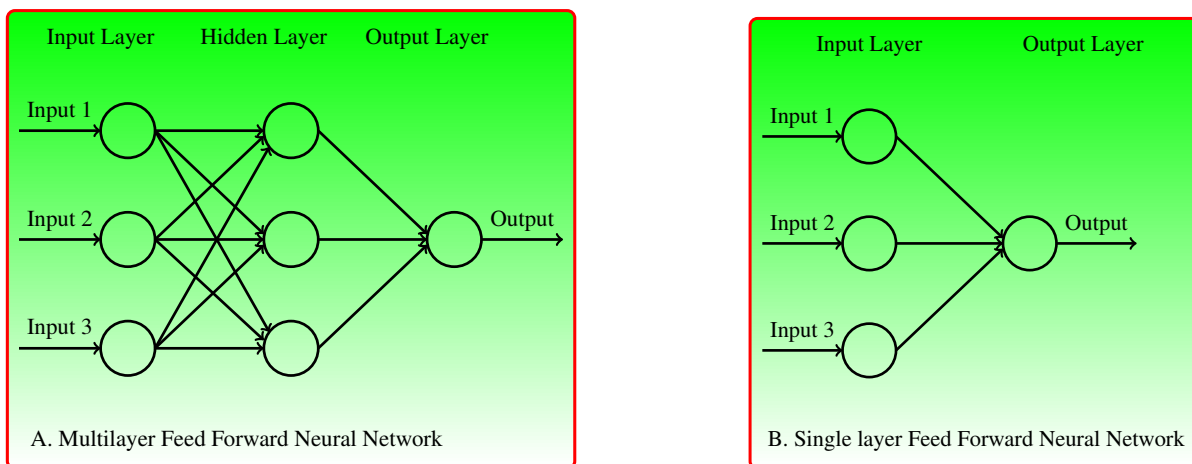 Input Layer Hidden Layer Output Layer
Input 1
Input 2
Output
Input 3
A. Multilayer Feed Forward Neural Network
Input Layer Output Layer
Input 1
Input 2
Output
Input 3
B. Single layer Feed Forward Neural Network